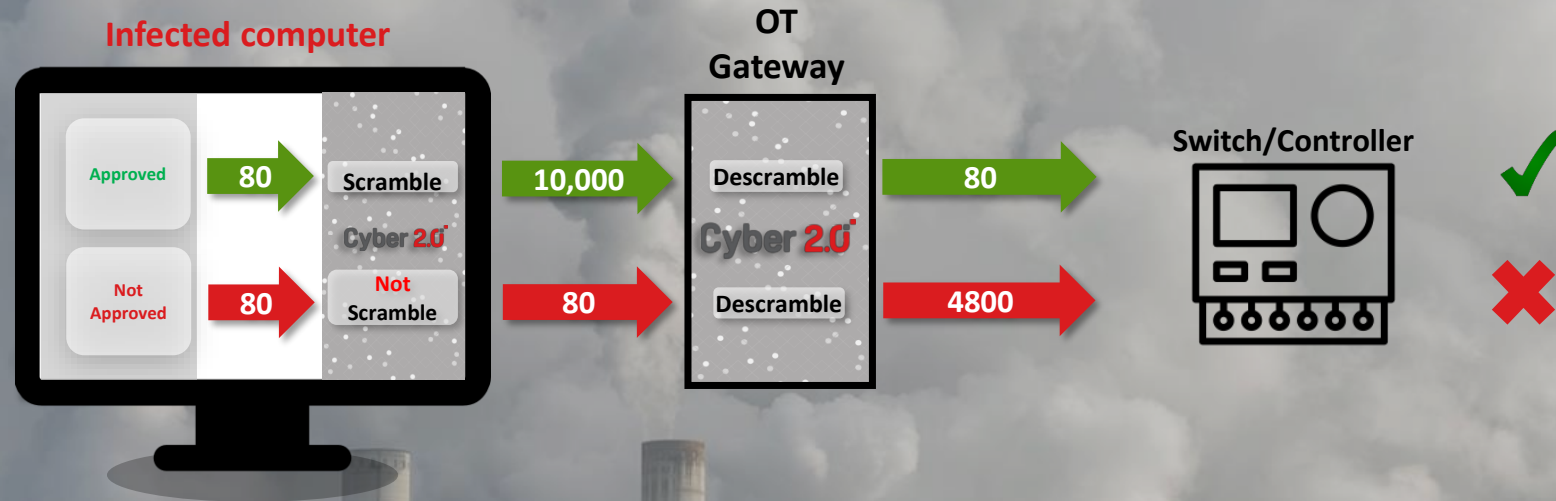 Infected computer
OT
Gateway
Switch/Controller
Approved
80
Scramble
10,000
Descramble
80
Cyber 2.0
Cyber 2.0
Not
Approved
80
Not
Scramble
80
Descramble
4800